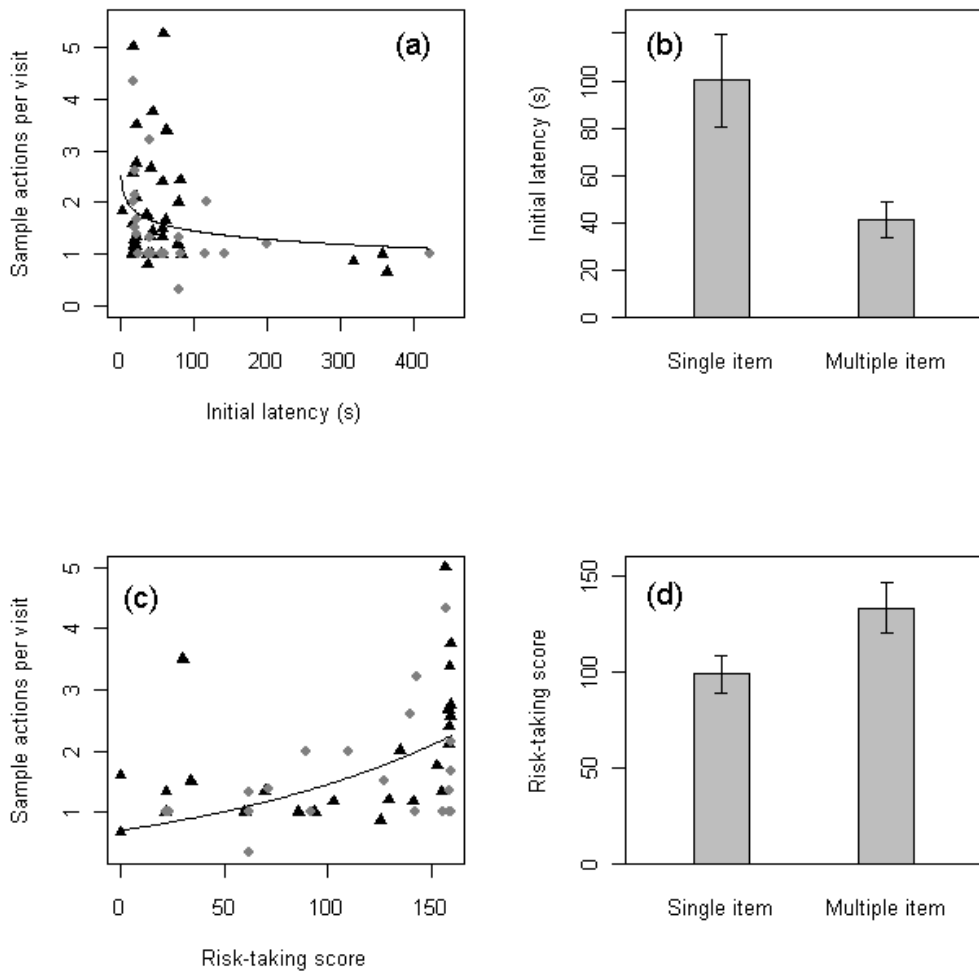 (a)
Sample actions per visit
5
4
3
2
1
0
0 100 200 300 400
Initial latency (s)
(b)
Initial latency (s)
100
80
60
40
20
0
Single item Multiple item
(c)
Sample actions per visit
5
4
3
2
1
0 50 100 150
Risk-taking score
(d)
Risk-taking score
150
100
50
0
Single item Multiple item